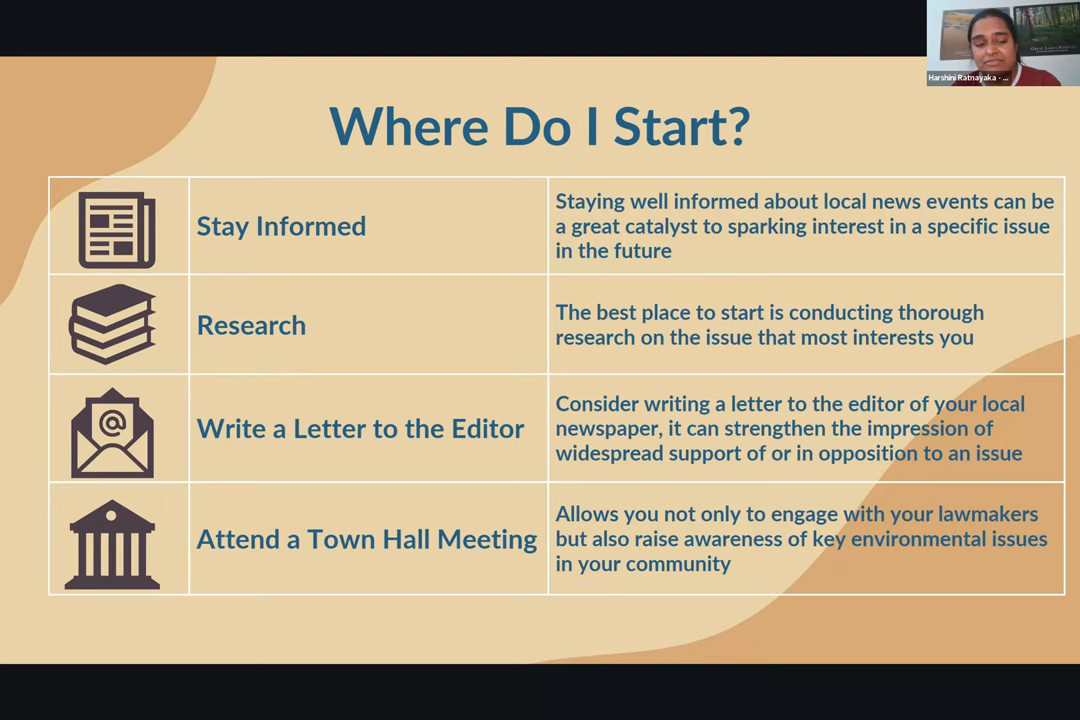 Harshini Ratnayaka - ...
Where Do I Start?
Stay Informed
Staying well informed about local news events can be
a great catalyst to sparking interest in a specific issue
in the future
Research
The best place to start is conducting thorough
research on the issue that most interests you
@
Write a Letter to the Editor
Consider writing a letter to the editor of your local
newspaper, it can strengthen the impression of
widespread support of or in opposition to an issue
Attend a Town Hall Meeting
Allows you not only to engage with your lawmakers
but also raise awareness of key environmental issues
in your community